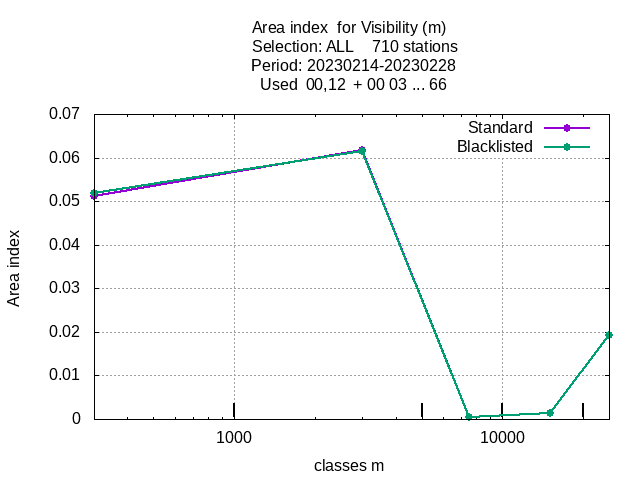 Area index  for Visibility (m)
Selection: ALL    710 stations
Period: 20230214-20230228
Used  00,12  + 00 03 ... 66
Standard
Blacklisted
0.07
0.06
0.05
0.04
0.03
0.02
0.01
0
Area index
1000
10000
classes m